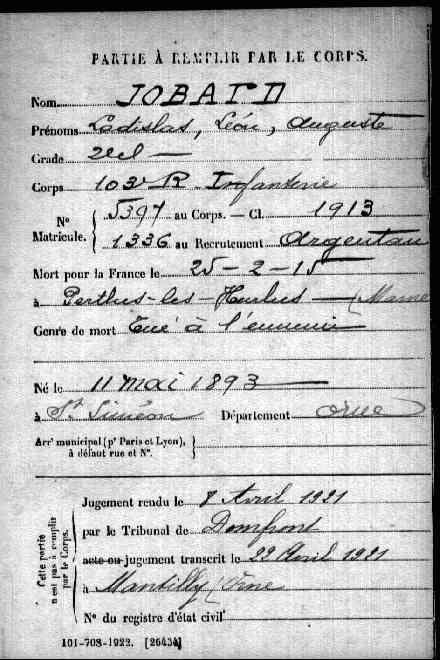 PARTIE À REMPLIR PAR LE CORPS.
Nom JOBARD
Prénoms Ladislas, Léon, Auguste
Grade 2e cl
Corps 103e R Infanterie
N° Matricule. { 5397 au Corps. — Cl. 1913
1336 au Recrutement Argentan
Mort pour la France le 25-2-15
à Perthes-les-Hurlus (Marne
Genre de mort Tué à l'ennemi
Né le 11 mai 1893
à St Siméon Département Orne
Arrt municipal (pr Paris et Lyon),
à défaut rue et N°.
Cette partie n'est pas à remplir par le Corps.
Jugement rendu le 8 Avril 1921
par le Tribunal de Domfront
acte ou jugement transcrit le 22 Avril 1921
à Mantilly (Orne
N° du registre d'état civil
101-708-1922. [26434]